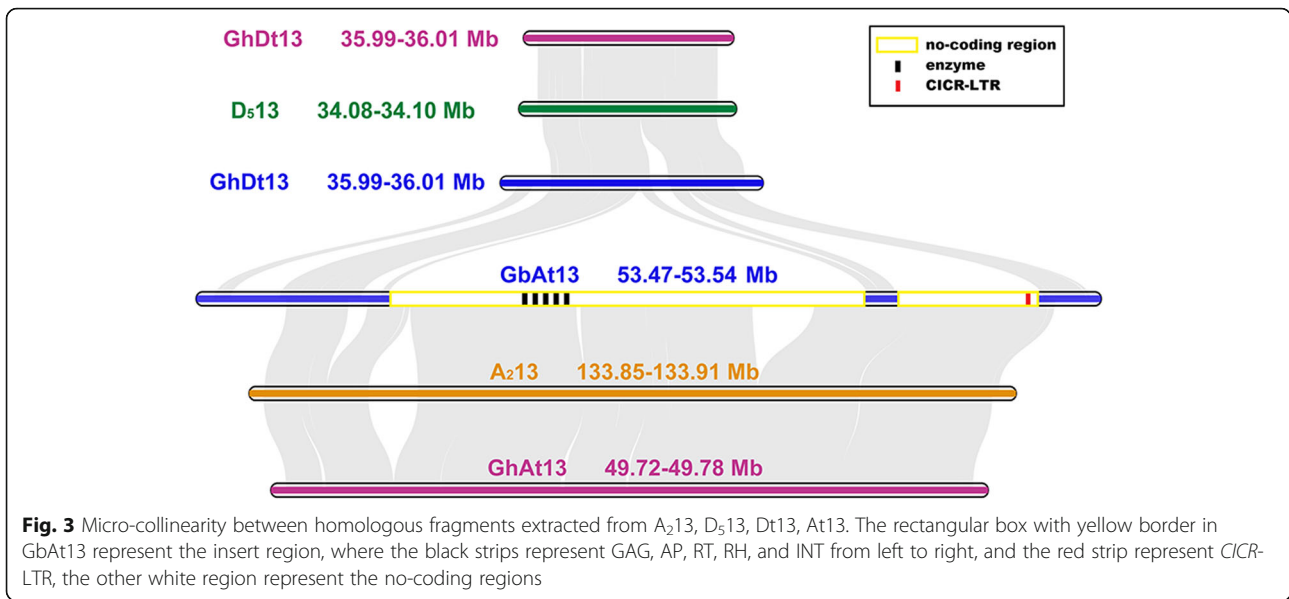 GhDt13 35.99-36.01 Mb
no-coding region
enzyme
CICR-LTR
D₅13 34.08-34.10 Mb
GhDt13 35.99-36.01 Mb
GbAt13 53.47-53.54 Mb
A₂13 133.85-133.91 Mb
GhAt13 49.72-49.78 Mb
Fig. 3 Micro-collinearity between homologous fragments extracted from A₂13, D₅13, Dt13, At13. The rectangular box with yellow border in
GbAt13 represent the insert region, where the black strips represent GAG, AP, RT, RH, and INT from left to right, and the red strip represent CICR-
LTR, the other white region represent the no-coding regions